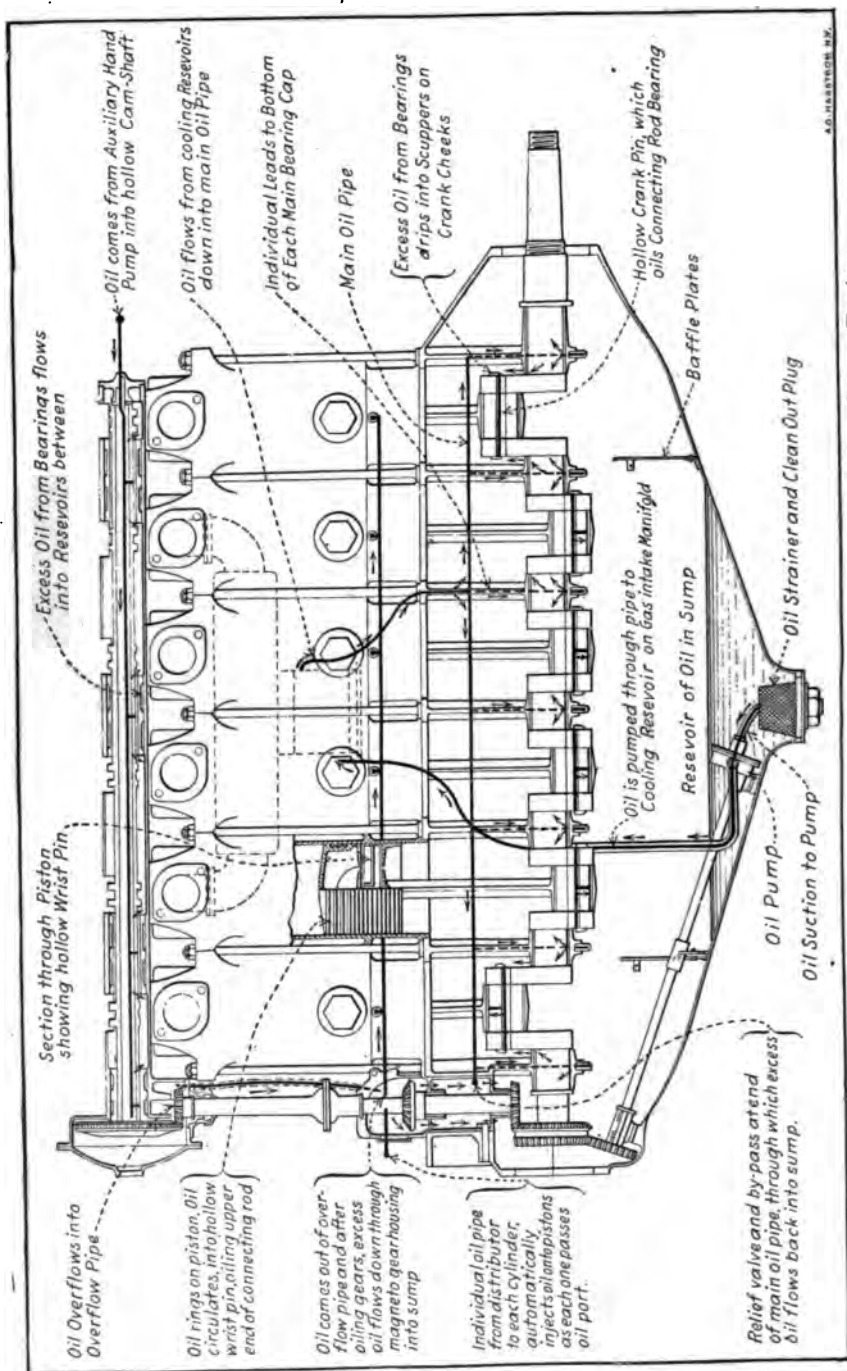 Oil comes from Auxiliary Hand
Pump into hollow Cam-Shaft
Excess Oil from Bearings flows
into Resevoirs between
Oil flows from cooling Resevoirs
down into main Oil Pipe
Individual Leads to Bottom
of Each Main Bearing Cap
Main Oil Pipe
Excess Oil from Bearings
drips into Scuppers on
Crank Cheeks
Hollow Crank Pin, which
oils Connecting Rod Bearing
Baffle Plates
Oil Strainer and Clean Out Plug
Oil is pumped through pipe to
Cooling Reservoir on Gas intake Manifold
Reservoir of Oil in Sump
Oil Pump
Oil Suction to Pump
Section through Piston
showing hollow Wrist Pin
Oil Overflows into
Overflow Pipe
Oil rings on piston. Oil
circulates, into hollow
wrist pin, oiling upper
end of connecting rod
Oil comes out of over-
flow pipe and after
oiling gears, excess
oil flows down through
magneto gear housing
into sump
Individual oil pipe
from distributor
to each cylinder,
automatically
injects oil onto pistons
as each one passes
oil port.
Relief valve and by-pass at end
of main oil pipe, through which excess
oil flows back into sump.
A.G. HAGSTROM N.Y.